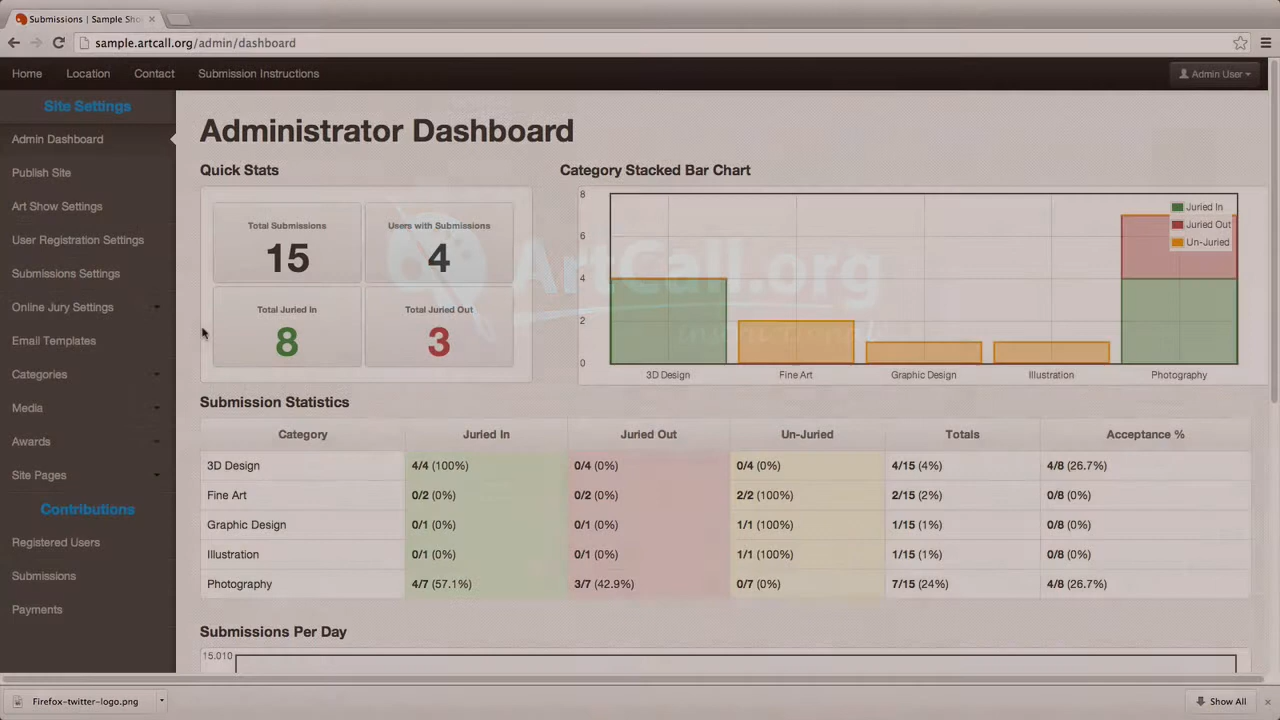 Submissions | Sample Sho
sample.artcall.org/admin/dashboard
Home Location Contact Submission Instructions Admin User
Site Settings
Admin Dashboard
Publish Site
Art Show Settings
User Registration Settings
Submissions Settings
Online Jury Settings
Email Templates
Categories
Media
Awards
Site Pages
Contributions
Registered Users
Submissions
Payments
Administrator Dashboard
Quick Stats
Total Submissions
15
Users with Submissions
4
Total Juried In
8
Total Juried Out
3
ArtCall.org
Category Stacked Bar Chart
8
6
4
2
0
Juried In
Juried Out
Un-Juried
3D Design Fine Art Graphic Design Illustration Photography
Submission Statistics
Category Juried In Juried Out Un-Juried Totals Acceptance %
3D Design 4/4 (100%) 0/4 (0%) 0/4 (0%) 4/15 (4%) 4/8 (26.7%)
Fine Art 0/2 (0%) 0/2 (0%) 2/2 (100%) 2/15 (2%) 0/8 (0%)
Graphic Design 0/1 (0%) 0/1 (0%) 1/1 (100%) 1/15 (1%) 0/8 (0%)
Illustration 0/1 (0%) 0/1 (0%) 1/1 (100%) 1/15 (1%) 0/8 (0%)
Photography 4/7 (57.1%) 3/7 (42.9%) 0/7 (0%) 7/15 (24%) 4/8 (26.7%)
Submissions Per Day
15.010
Firefox-twitter-logo.png Show All